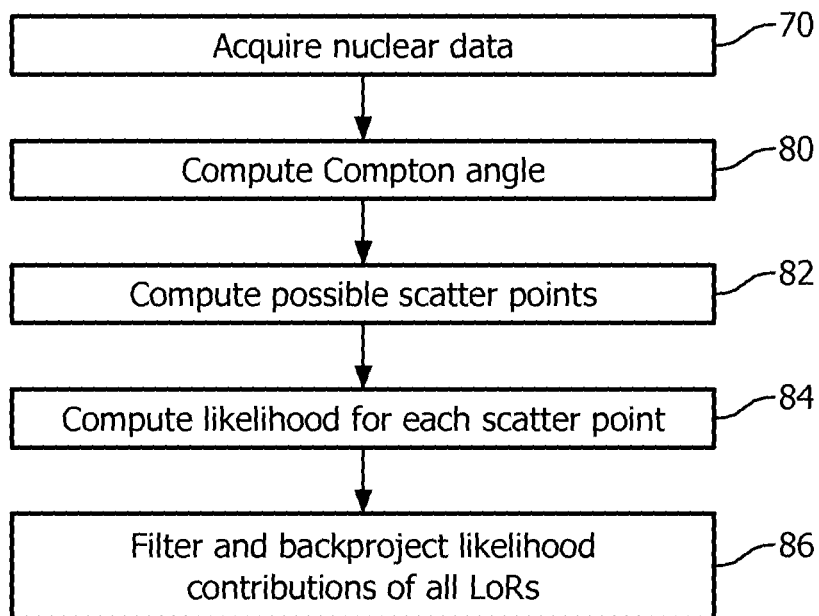 Acquire nuclear data
70
Compute Compton angle
80
Compute possible scatter points
82
Compute likelihood for each scatter point
84
Filter and backproject likelihood
contributions of all LoRs
86